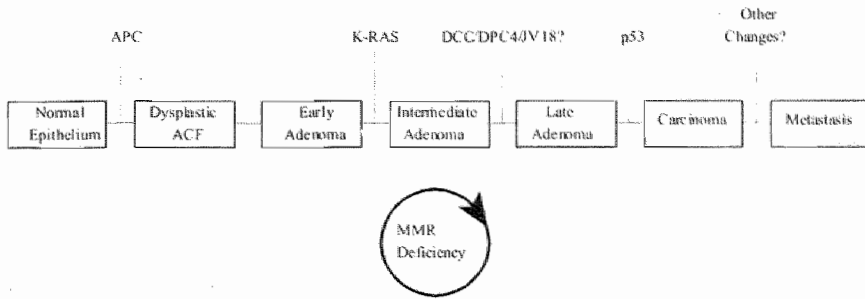 APC
K-RAS
DCC/DPC4/JV18?
p53
Other
Changes?
Normal
Epithelium
Dysplastic
ACF
Early
Adenoma
Intermediate
Adenoma
Late
Adenoma
Carcinoma
Metastasis
MMR
Deficiency